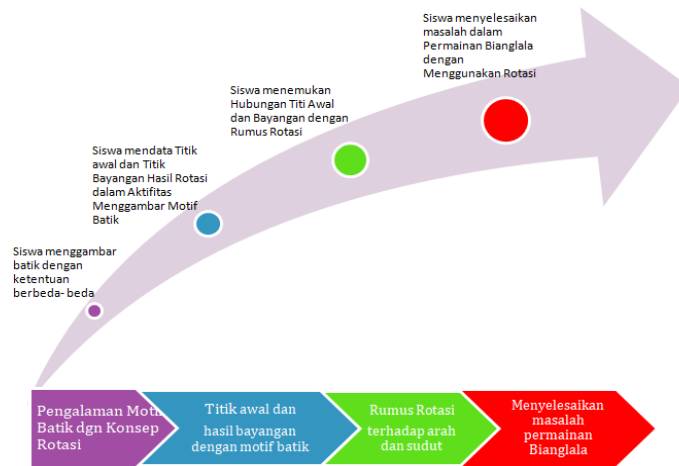 Siswa menyelesaikan
masalah dalam
Permainan Bianglala
dengan
Menggunakan Rotasi
Siswa menemukan
Hubungan Titi Awal
dan Bayangan dengan
Rumus Rotasi
Siswa mendata Titik
awal dan Titik
Bayangan Hasil Rotasi
dalam Aktifitas
Menggambar Motif
Batik
Siswa menggambar
batik dengan
ketentuan
berbeda- beda
Pengalaman Motif
Batik dgn Konsep
Rotasi
Titik awal dan
hasil bayangan
dengan motif batik
Rumus Rotasi
terhadap arah
dan sudut
Menyelesaikan
masalah
permainan
Bianglala